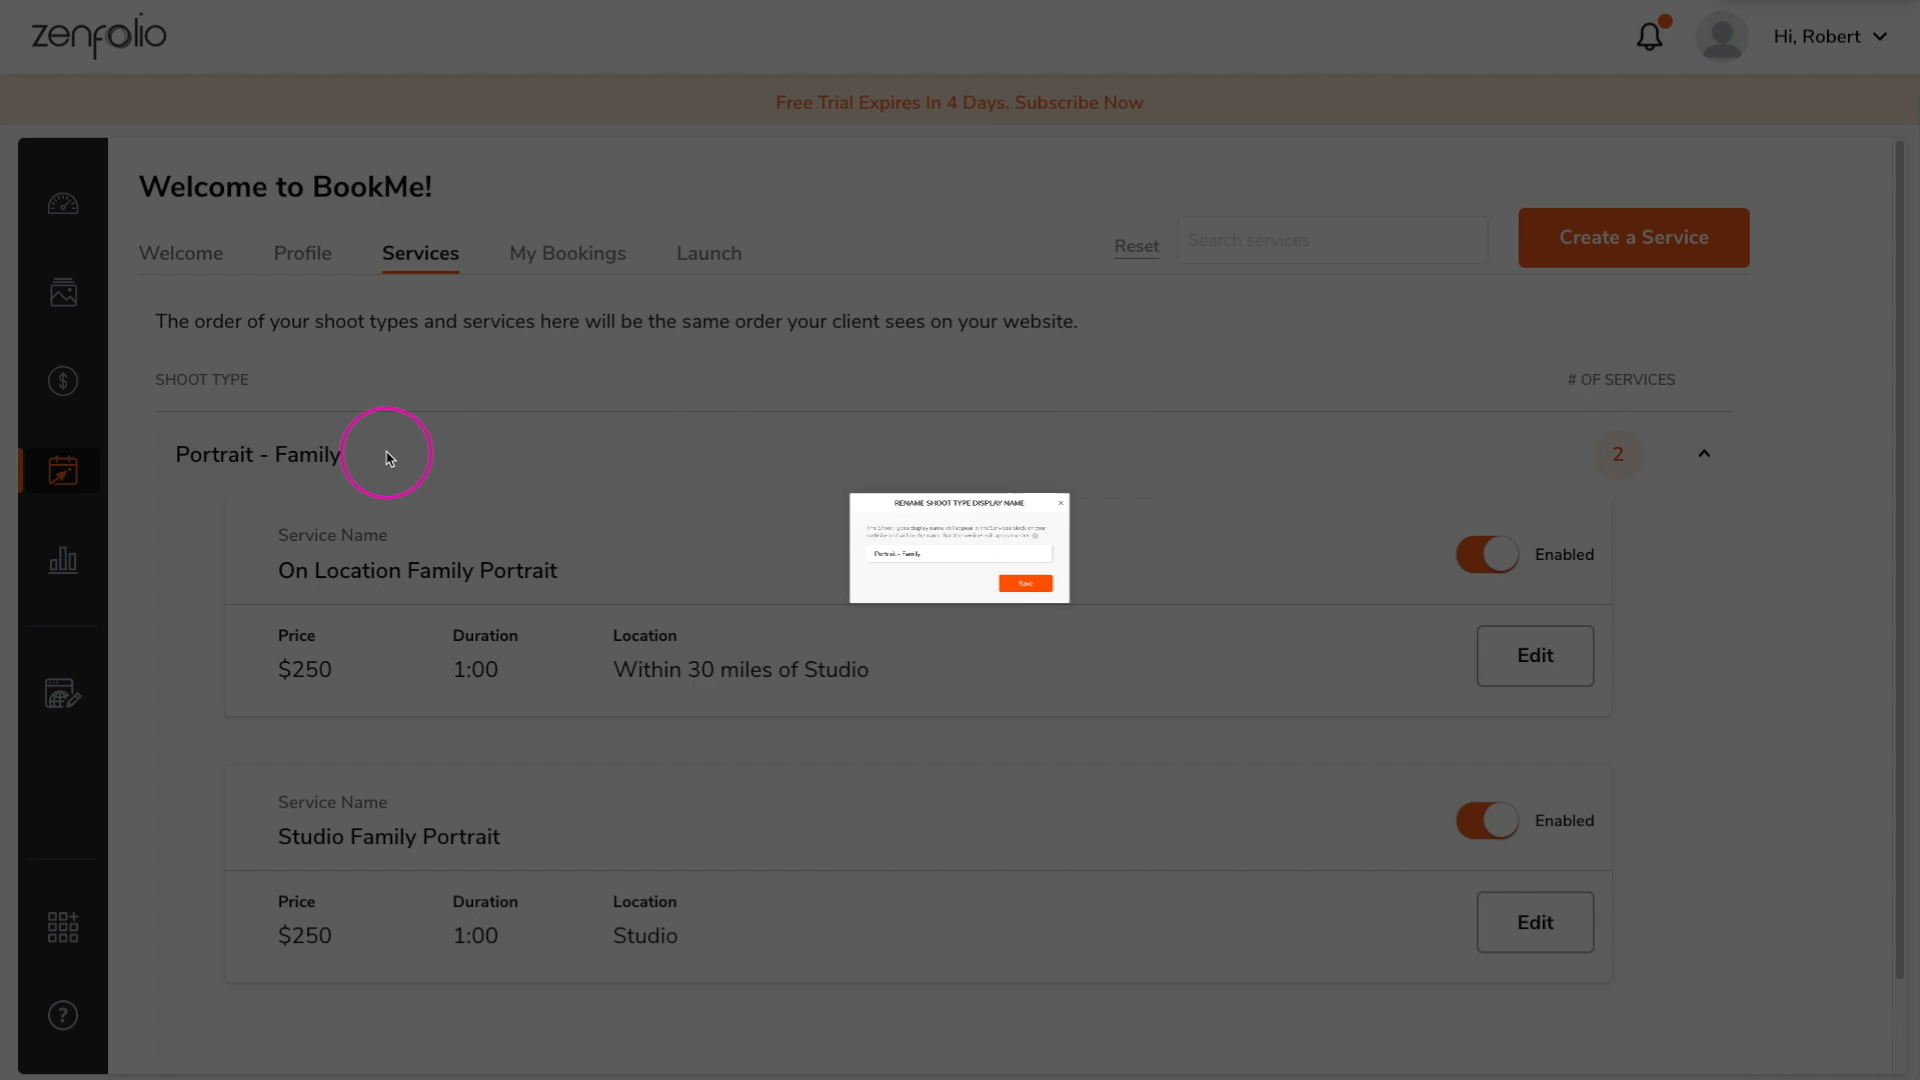 zenfolio
Hi, Robert
Free Trial Expires In 4 Days. Subscribe Now
Welcome to BookMe!
Welcome
Profile
Services
My Bookings
Launch
Reset
Search services
Create a Service
The order of your shoot types and services here will be the same order your client sees on your website.
SHOOT TYPE
# OF SERVICES
Portrait - Family
2
RENAME SHOOT TYPE DISPLAY NAME
Portrait - Family
Save
Service Name
On Location Family Portrait
Enabled
Price
Duration
Location
$250
1:00
Within 30 miles of Studio
Edit
Service Name
Studio Family Portrait
Enabled
Price
Duration
Location
$250
1:00
Studio
Edit